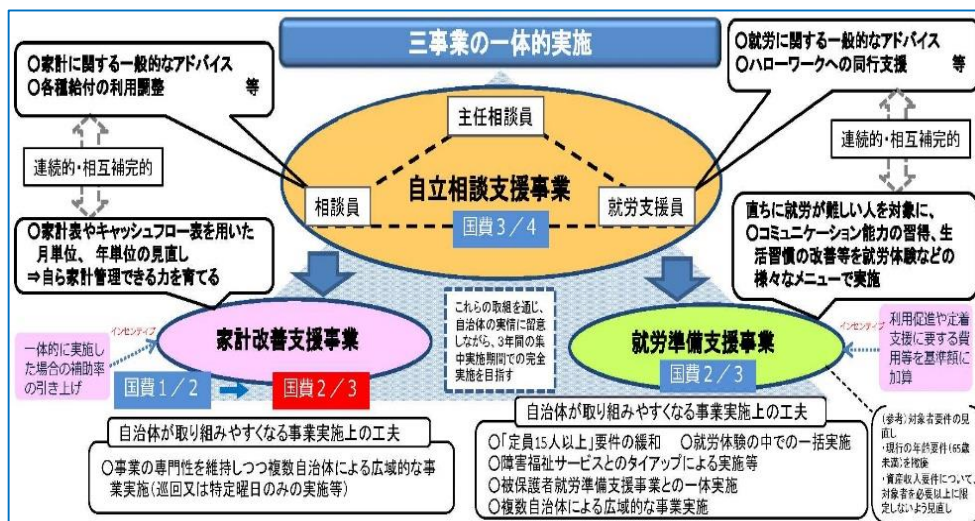 三事業の一体的実施
○家計に関する一般的なアドバイス
○各種給付の利用調整 等
○就労に関する一般的なアドバイス
○ハローワークへの同行支援 等
主任相談員
連続的・相互補完的
連続的・相互補完的
自立相談支援事業
相談員
就労支援員
国費3/4
○家計表やキャッシュフロー表を用いた
月単位、年単位の見直し
⇒自ら家計管理できる力を育てる
直ちに就労が難しい人を対象に、
○コミュニケーション能力の習得、生
活習慣の改善等を就労体験などの
様々なメニューで実施
これらの取組を通じ、
自治体の実情に留意
しながら、3年間の集
中実施期間での完全
実施を目指す
インセンティブ
一体的に実施し
た場合の補助率
の引き上げ
家計改善支援事業
国費1/2
国費2/3
就労準備支援事業
国費2/3
インセンティブ
利用促進や定着
支援に要する費
用等を基準額に
加算
自治体が取り組みやすくなる事業実施上の工夫
○事業の専門性を維持しつつ複数自治体による広域的な事
業実施(巡回又は特定曜日のみの実施等)
自治体が取り組みやすくなる事業実施上の工夫
○「定員15人以上」要件の緩和 ○就労体験の中での一括実施
○障害福祉サービスとのタイアップによる実施等
○被保護者就労準備支援事業との一体実施
○複数自治体による広域的な事業実施
(参考)対象者要件の見
直し
・現行の年齢要件(65歳
未満)を撤廃
・資産収入要件について、
対象者を必要以上に限
定しないよう見直し